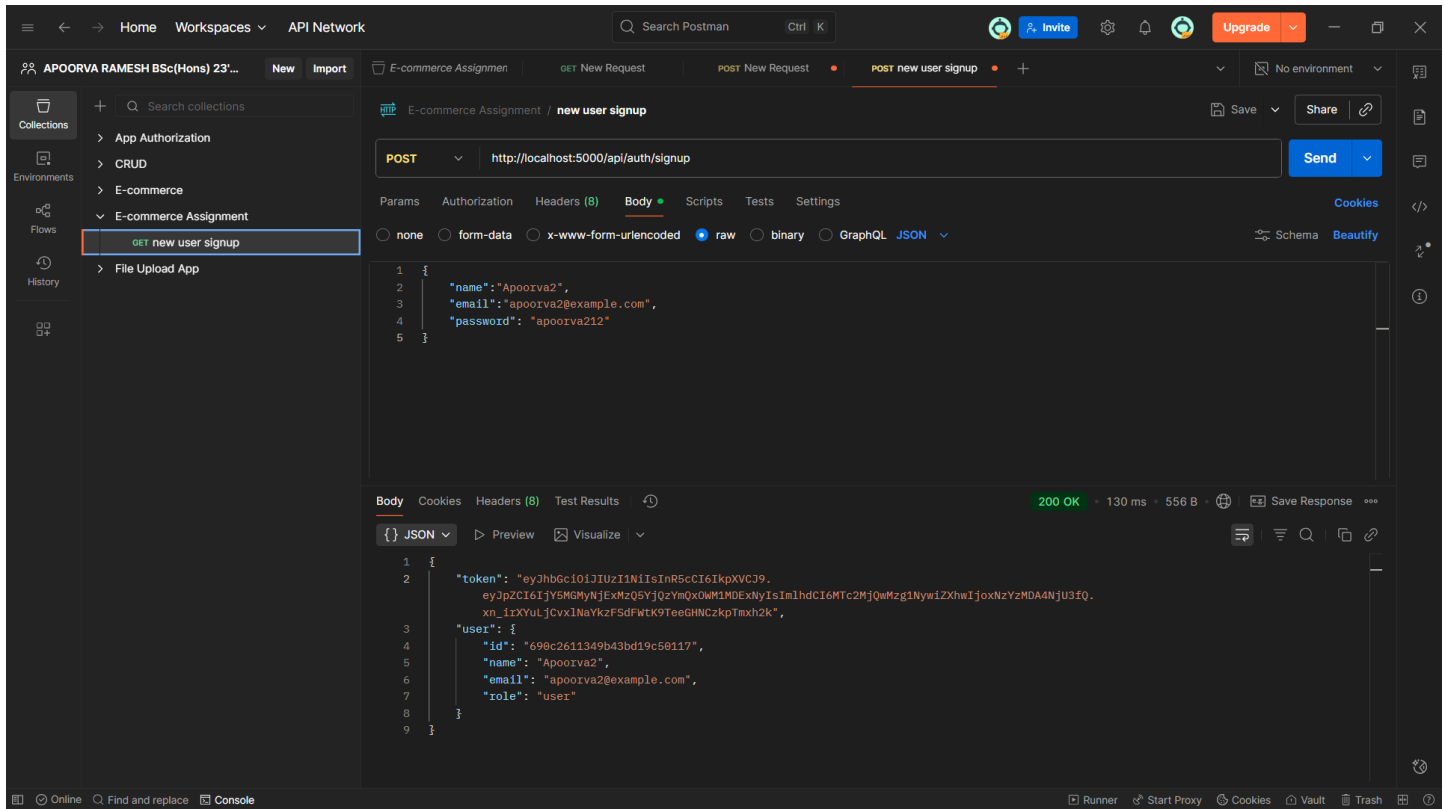 Home Workspaces API Network Search Postman Ctrl K Invite Upgrade
APOORVA RAMESH BSc(Hons) 23'... New Import E-commerce Assignmen GET New Request POST New Request POST new user signup No environment
Collections
Environments
Flows
History
Search collections
App Authorization
CRUD
E-commerce
E-commerce Assignment
GET new user signup
File Upload App
HTTP E-commerce Assignment / new user signup Save Share
POST http://localhost:5000/api/auth/signup Send
Params Authorization Headers (8) Body Scripts Tests Settings Cookies
none form-data x-www-form-urlencoded raw binary GraphQL JSON Schema Beautify
1 {
2 "name":"Apoorva2",
3 "email":"apoorva2@example.com",
4 "password": "apoorva212"
5 }
Body Cookies Headers (8) Test Results 200 OK 130 ms 556 B Save Response
{} JSON Preview Visualize
1 {
2 "token": "eyJhbGciOiJIUzI1NiIsInR5cCI6IkpXVCJ9.
eyJpZCI6IjY5MGMyNjExMzQ5YjQzYmQxOWM1MDExNyIsImlhdCI6MTc2MjQwMzg1NywiZXhwIjoxNzYzMDA4NjU3fQ.
xn_irXYuLjCvxlNaYkzFSdFWtK9TeeGHNCzkpTmxh2k",
3 "user": {
4 "id": "690c2611349b43bd19c50117",
5 "name": "Apoorva2",
6 "email": "apoorva2@example.com",
7 "role": "user"
8 }
9 }
Online Find and replace Console Runner Start Proxy Cookies Vault Trash